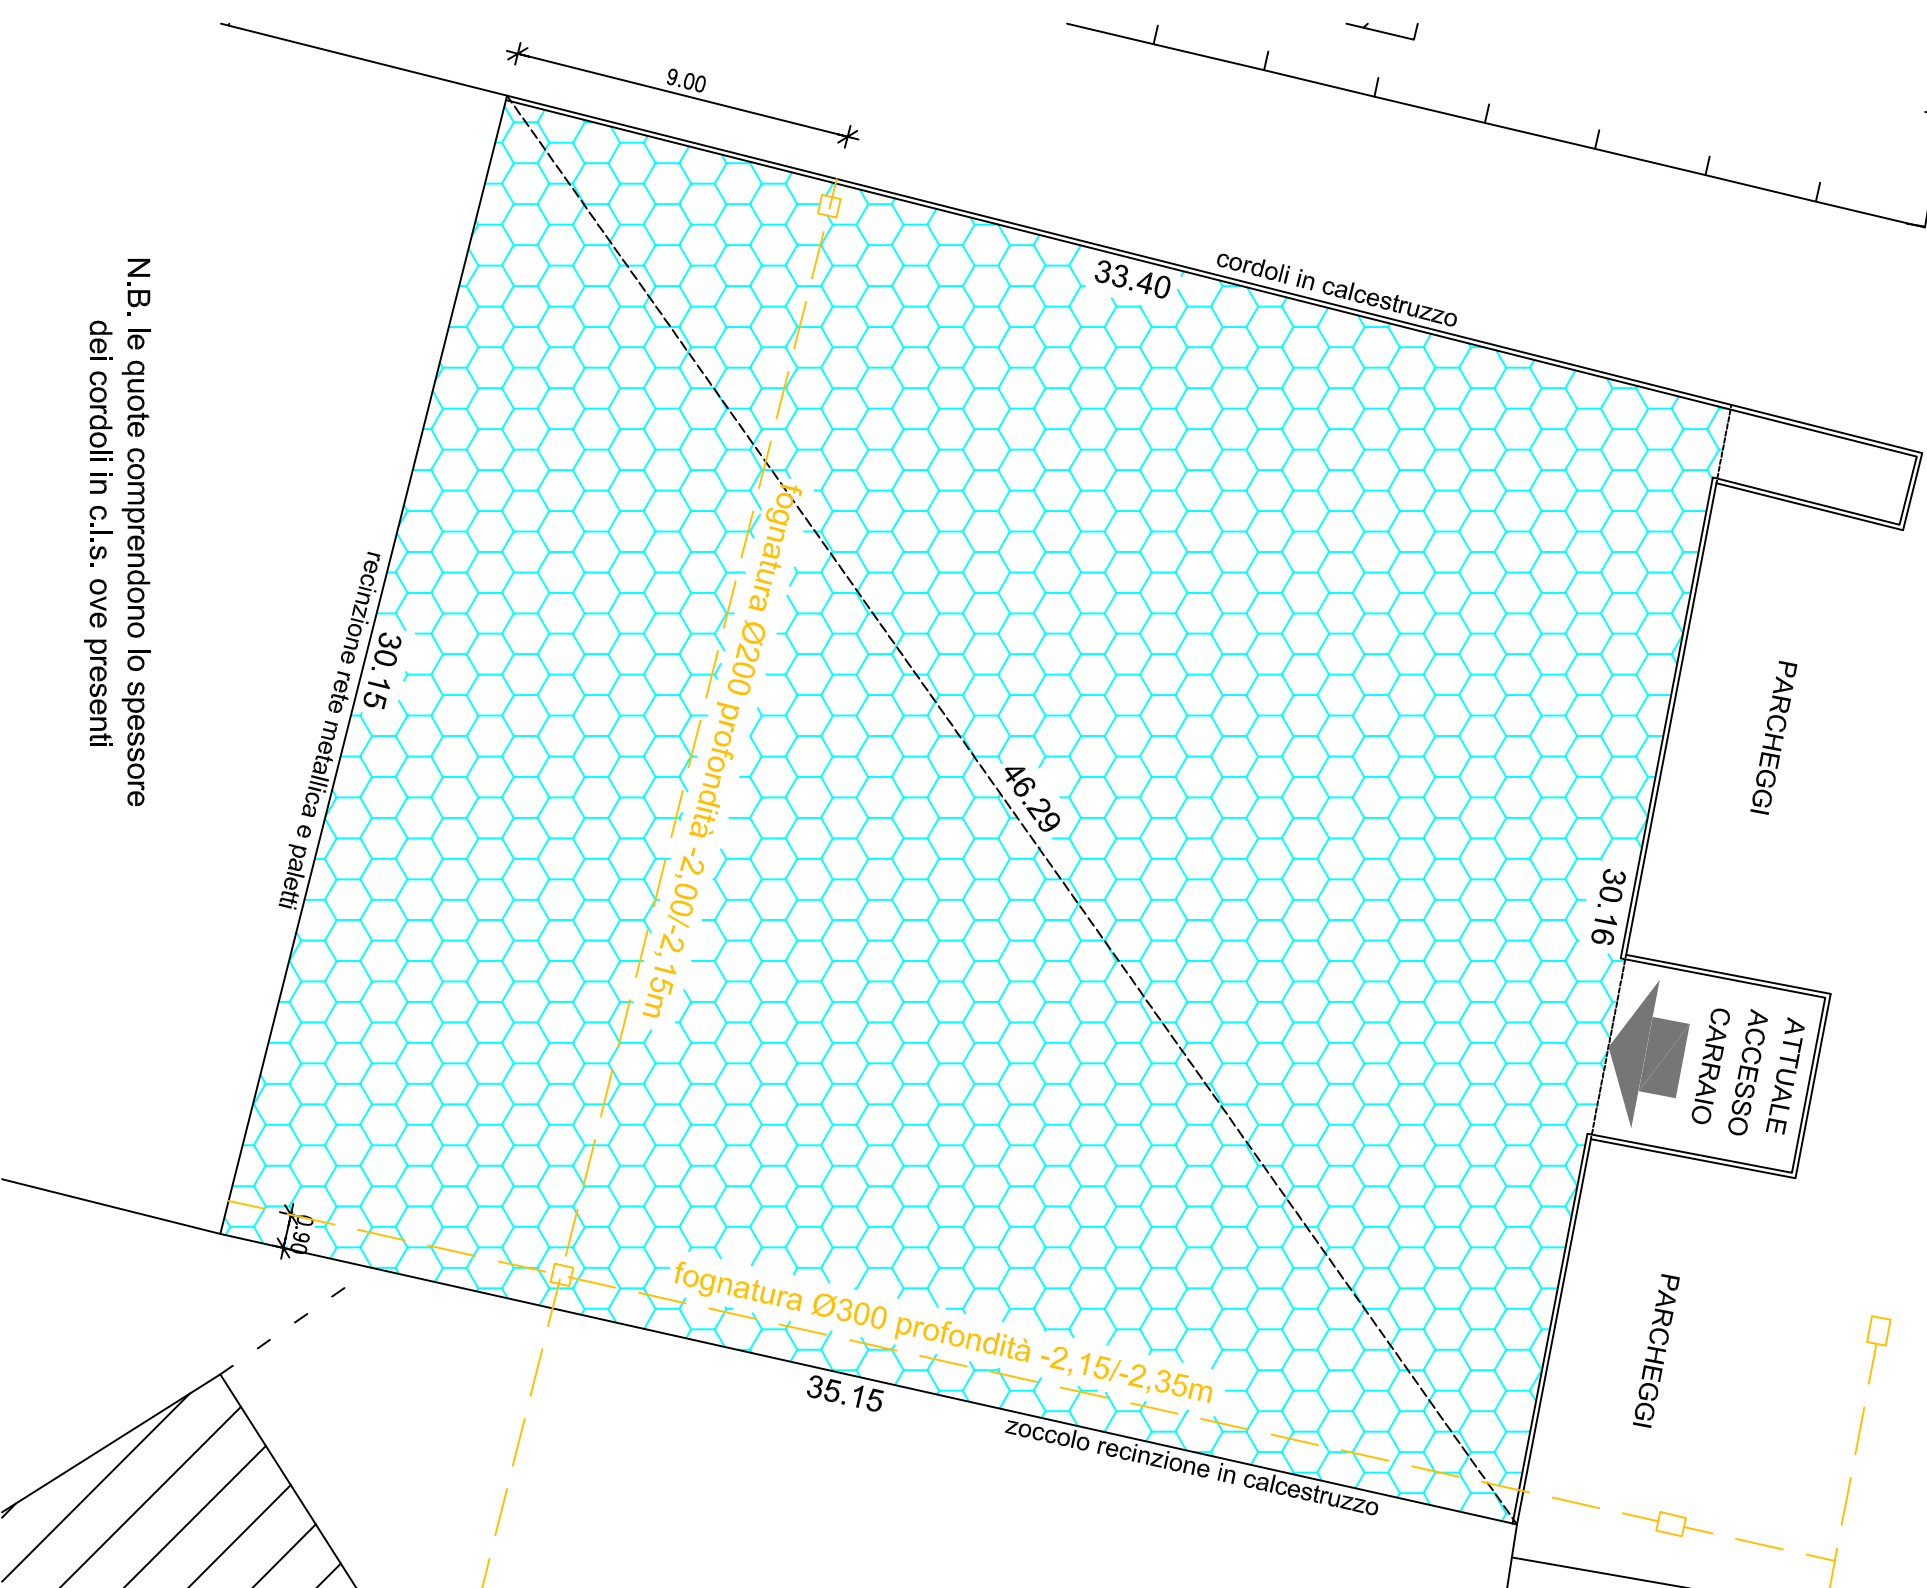 9.00
33.40
cordoli in calcestruzzo
N.B. le quote comprendono lo spessore
dei cordoli in c.l.s. ove presenti
recinzione rete metallica e paletti
30.15
fognatura Ø200 profondità -2,00/-2,15m
46.29
30.16
PARCHEGGI
ATTUALE
ACCESSO
CARRAIO
PARCHEGGI
0.90
fognatura Ø300 profondità -2,15/-2,35m
35.15
zoccolo recinzione in calcestruzzo